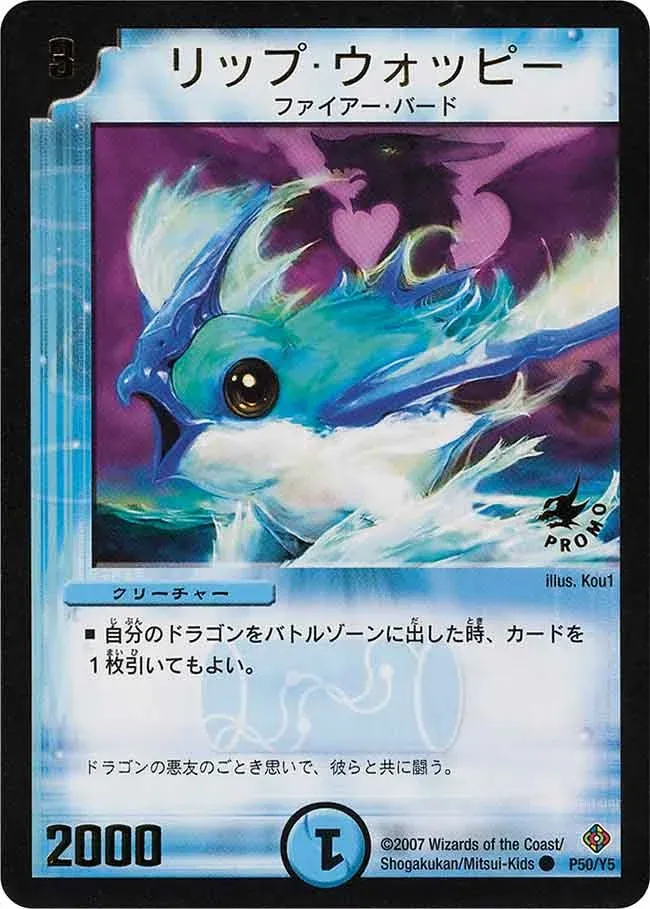 3
リップ・ウォッピー
ファイアー・バード
PROMO
illus. Kou1
クリーチャー
■ 自分のドラゴンをバトルゾーンに出した時、カードを
1枚引いてもよい。
ドラゴンの悪友のごとき思いで、彼らと共に闘う。
2000
1
©2007 Wizards of the Coast/
Shogakukan/Mitsui-Kids ●
P50/Y5